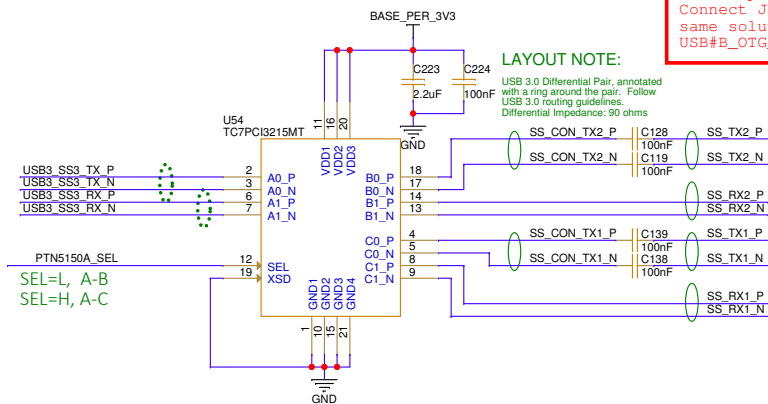 Connect J
same solu
USB#B_OTG
BASE_PER_3V3
C223
2.2uF
C224
100nF
GND
LAYOUT NOTE:
USB 3.0 Differential Pair, annotated
with a ring around the pair. Follow
USB 3.0 routing guidelines.
Differential Impedance: 90 ohms
U54
TC7PCI3215MT
11
16
20
VDD1
VDD2
VDD3
USB3_SS3_TX_P
2
A0_P
USB3_SS3_TX_N
3
A0_N
USB3_SS3_RX_P
6
A1_P
USB3_SS3_RX_N
7
A1_N
PTN5150A_SEL
12
SEL
19
XSD
SEL=L, A-B
SEL=H, A-C
B0_P
18
SS_CON_TX2_P
C128
100nF
SS_TX2_P
B0_N
17
SS_CON_TX2_N
C119
100nF
SS_TX2_N
B1_P
14
SS_RX2_P
B1_N
13
SS_RX2_N
C0_P
4
SS_CON_TX1_P
C139
100nF
SS_TX1_P
C0_N
5
SS_CON_TX1_N
C138
100nF
SS_TX1_N
C1_P
8
SS_RX1_P
C1_N
9
SS_RX1_N
GND1
GND2
GND3
GND4
1
10
15
21
GND